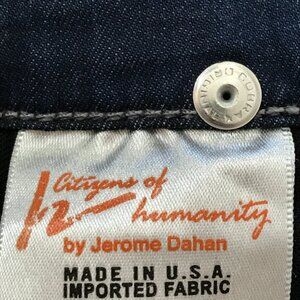 Citizens of
humanity
by Jerome Dahan
MADE IN U.S.A.
IMPORTED FABRIC